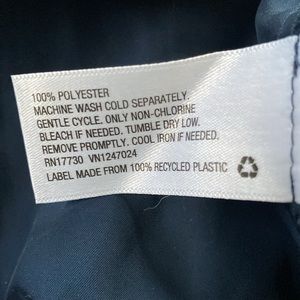 100% POLYESTER
MACHINE WASH COLD SEPARATELY.
GENTLE CYCLE. ONLY NON-CHLORINE
BLEACH IF NEEDED. TUMBLE DRY LOW.
REMOVE PROMPTLY. COOL IRON IF NEEDED.
RN17730 VN1247024
LABEL MADE FROM 100% RECYCLED PLASTIC